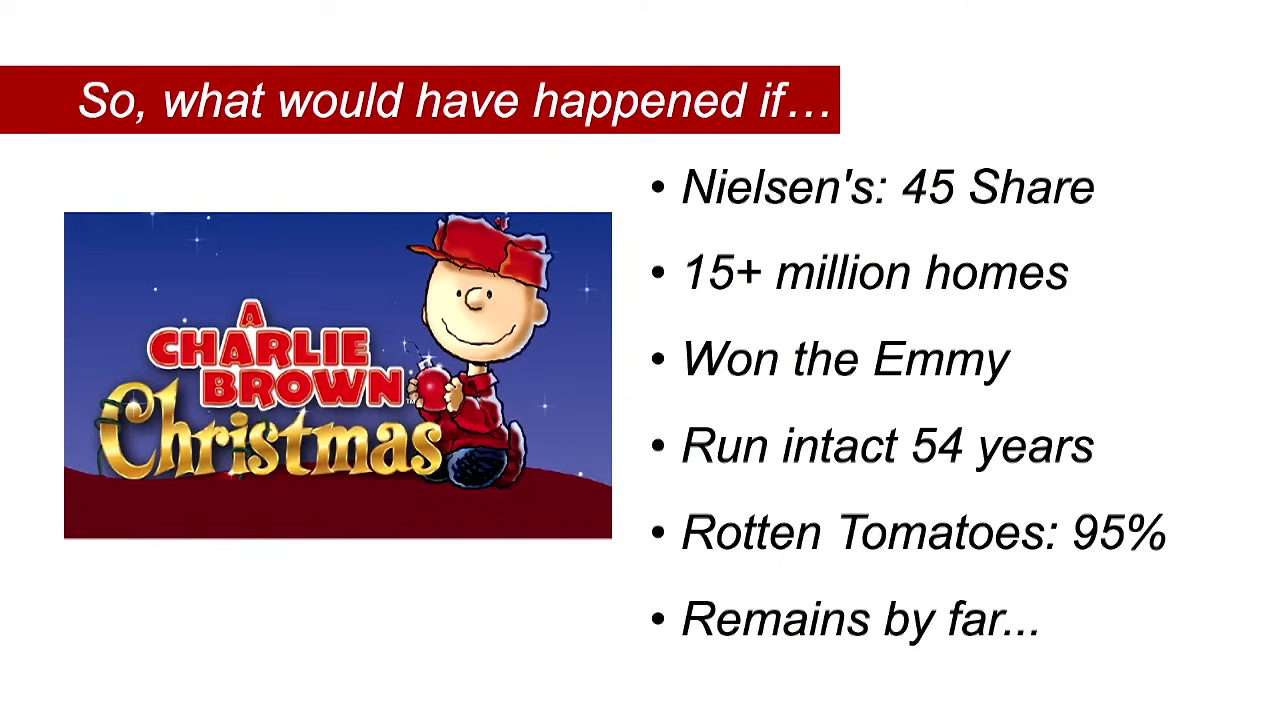 So, what would have happened if…
• Nielsen's: 45 Share
• 15+ million homes
• Won the Emmy
• Run intact 54 years
• Rotten Tomatoes: 95%
• Remains by far...
A
CHARLIE
BROWN™
Christmas